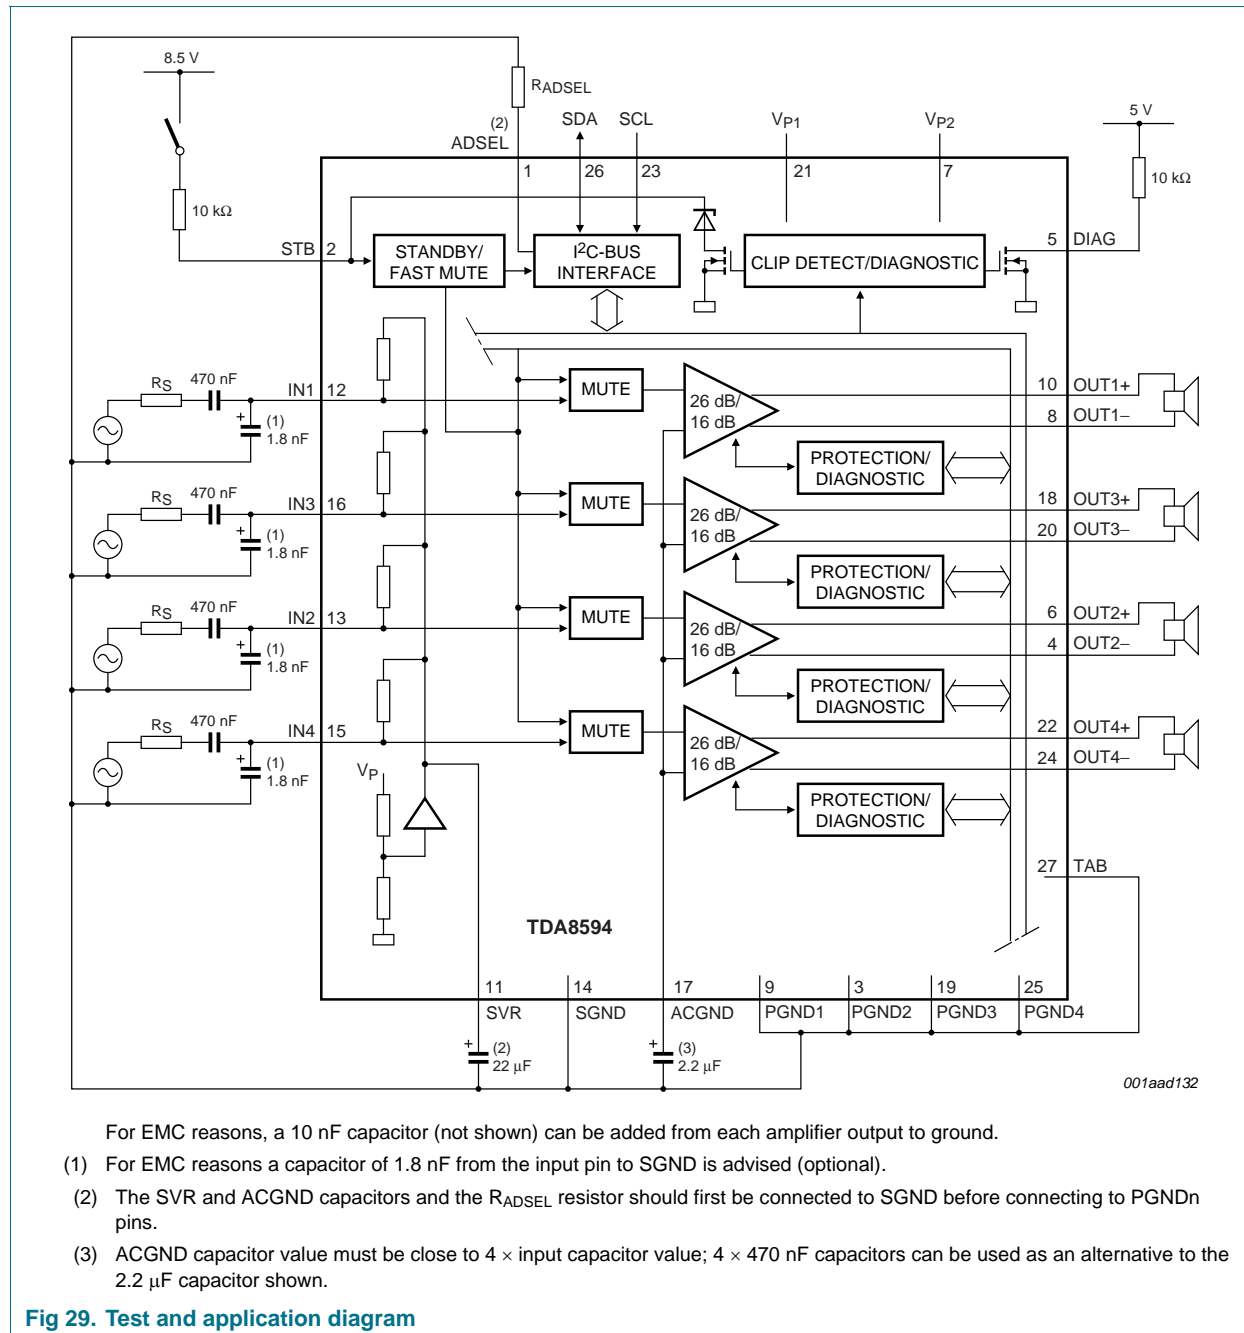 8.5 V
RADSEL
(2)
ADSEL
SDA
SCL
VP1
VP2
5 V
1
26
23
21
7
10 kΩ
10 kΩ
STB
2
STANDBY/
FAST MUTE
I2C-BUS
INTERFACE
CLIP DETECT/DIAGNOSTIC
5
DIAG
RS
470 nF
IN1
12
(1)
1.8 nF
+
MUTE
26 dB/
16 dB
10
OUT1+
8
OUT1−
PROTECTION/
DIAGNOSTIC
RS
470 nF
IN3
16
+
(1)
1.8 nF
MUTE
26 dB/
16 dB
18
OUT3+
20
OUT3−
PROTECTION/
DIAGNOSTIC
RS
470 nF
IN2
13
+
(1)
1.8 nF
MUTE
26 dB/
16 dB
6
OUT2+
4
OUT2−
PROTECTION/
DIAGNOSTIC
RS
470 nF
IN4
15
+
(1)
1.8 nF
MUTE
26 dB/
16 dB
22
OUT4+
24
OUT4−
PROTECTION/
DIAGNOSTIC
VP
27
TAB
TDA8594
11
SVR
14
SGND
17
ACGND
9
PGND1
3
PGND2
19
PGND3
25
PGND4
+
(2)
22 μF
+
(3)
2.2 μF
001aad132
For EMC reasons, a 10 nF capacitor (not shown) can be added from each amplifier output to ground.
(1) For EMC reasons a capacitor of 1.8 nF from the input pin to SGND is advised (optional).
(2) The SVR and ACGND capacitors and the RADSEL resistor should first be connected to SGND before connecting to PGNDn
pins.
(3) ACGND capacitor value must be close to 4 × input capacitor value; 4 × 470 nF capacitors can be used as an alternative to the
2.2 μF capacitor shown.
Fig 29. Test and application diagram